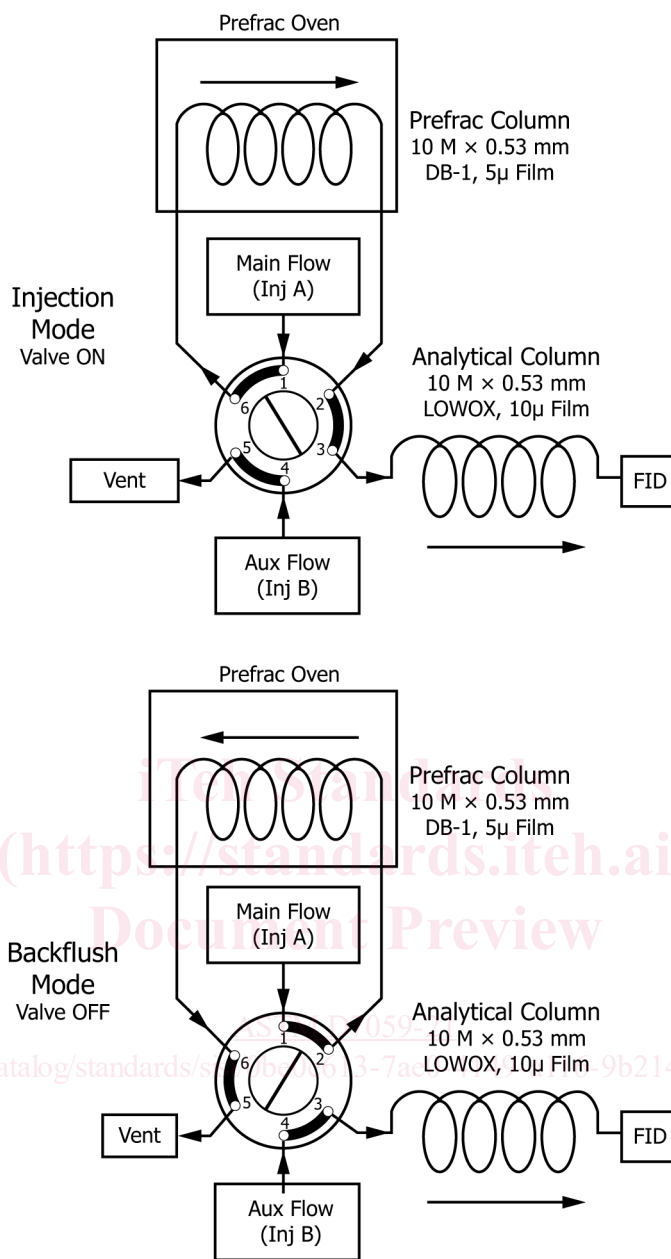 Prefrac Oven
Prefrac Column
10 M × 0.53 mm
DB-1, 5µ Film
Main Flow
(Inj A)
Injection
Mode
Valve ON
1
2
3
4
5
6
Analytical Column
10 M × 0.53 mm
LOWOX, 10µ Film
Vent
FID
Aux Flow
(Inj B)
Prefrac Oven
iTeh Standards
Prefrac Column
10 M × 0.53 mm
DB-1, 5µ Film
(https://standards.iteh.ai
Document Preview
Main Flow
(Inj A)
Backflush
Mode
Valve OFF
1
2
3
4
5
6
Analytical Column
10 M × 0.53 mm
LOWOX, 10µ Film
Vent
FID
Aux Flow
(Inj B)